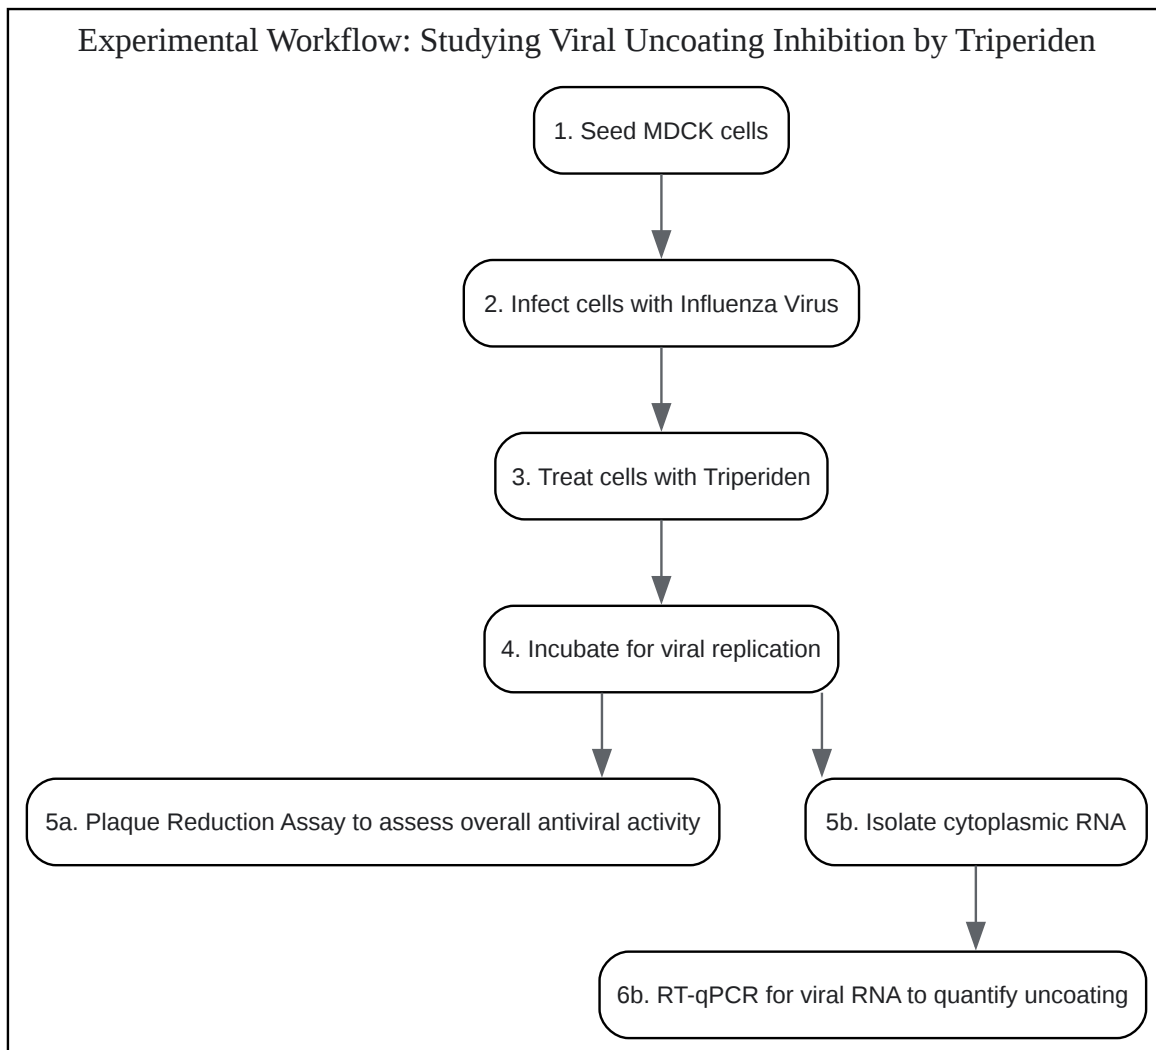 Experimental Workflow: Studying Viral Uncoating Inhibition by Triperiden
1. Seed MDCK cells
2. Infect cells with Influenza Virus
3. Treat cells with Triperiden
4. Incubate for viral replication
5a. Plaque Reduction Assay to assess overall antiviral activity
5b. Isolate cytoplasmic RNA
6b. RT-qPCR for viral RNA to quantify uncoating